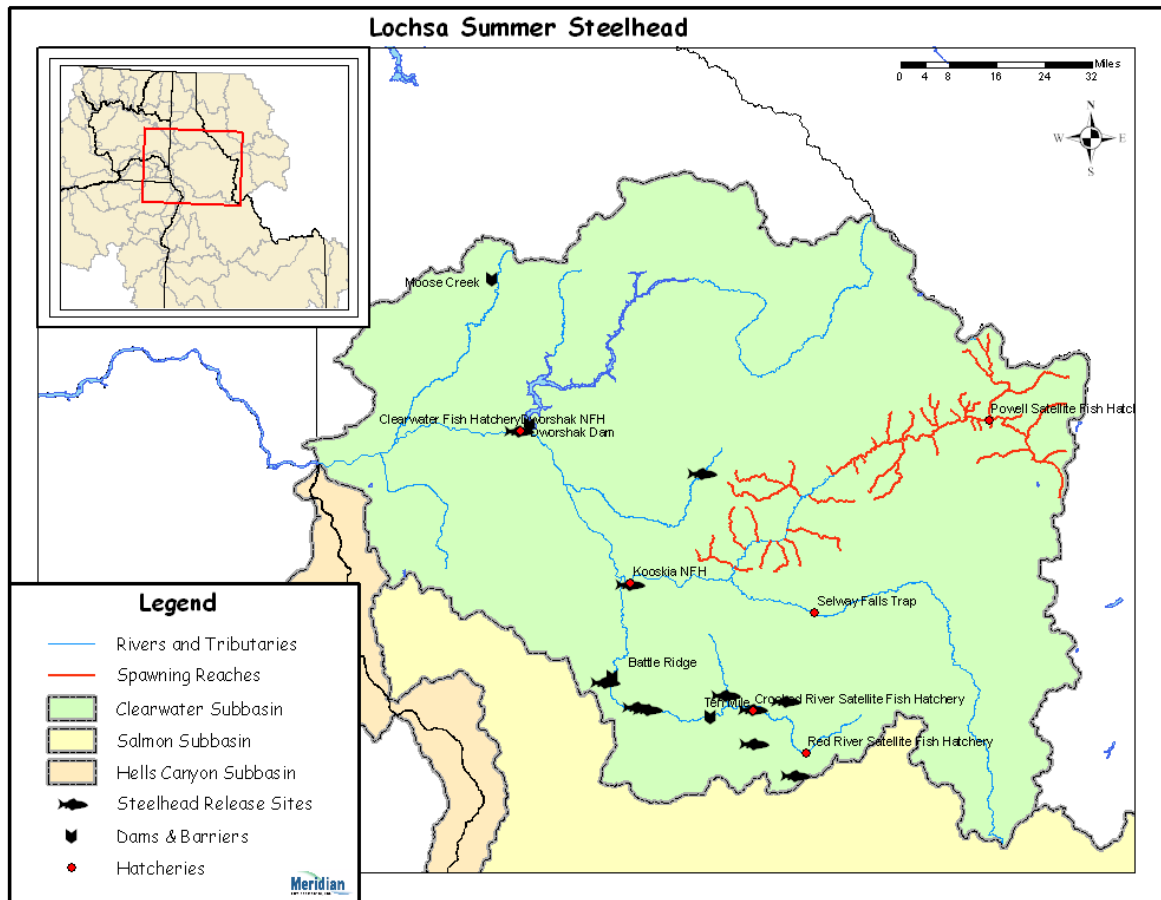 Lochsa Summer Steelhead
Miles
0 4 8 16 24 32
N
W E
S
Moose Creek
Clearwater Fish Hatchery
Dworshak NFH
Dworshak Dam
Powell Satellite Fish Hatch
Kooskia NFH
Selway Falls Trap
Battle Ridge
Crooked River Satellite Fish Hatchery
Red River Satellite Fish Hatchery
Legend
Rivers and Tributaries
Spawning Reaches
Clearwater Subbasin
Salmon Subbasin
Hells Canyon Subbasin
Steelhead Release Sites
Dams & Barriers
Hatcheries
Meridian